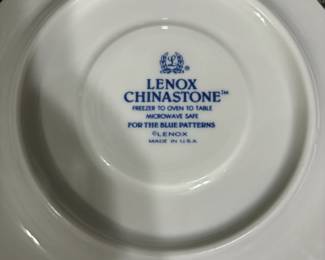 L
®
LENOX
CHINASTONE™
FREEZER TO OVEN TO TABLE
MICROWAVE SAFE
FOR THE BLUE PATTERNS
©LENOX
MADE IN U.S.A.